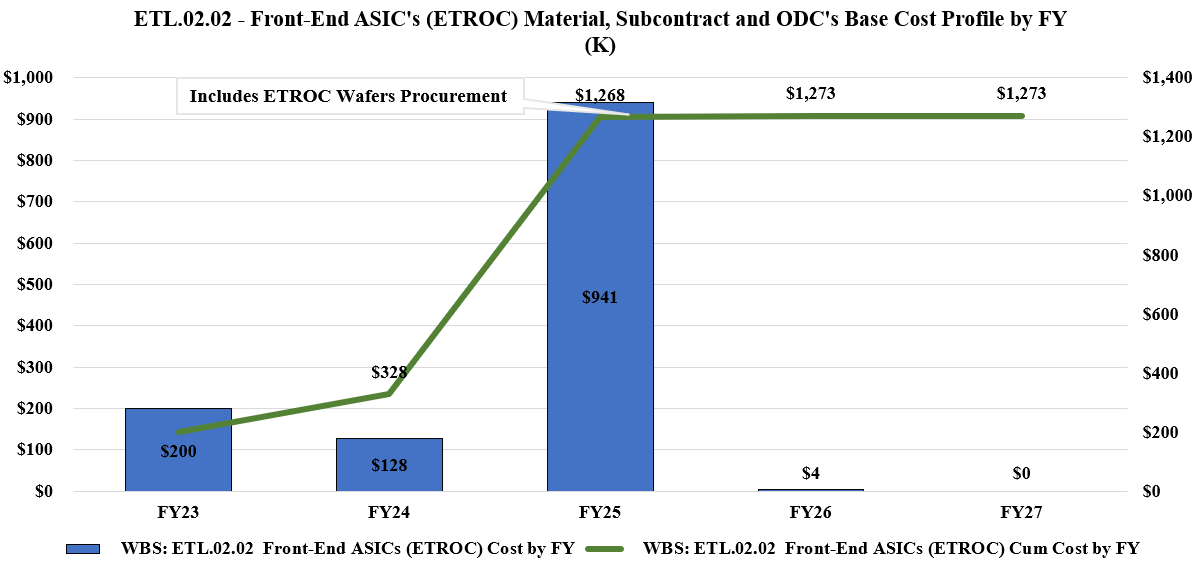 ETL.02.02 - Front-End ASIC's (ETROC) Material, Subcontract and ODC's Base Cost Profile by FY
(K)
$1,000
$900
$800
$700
$600
$500
$400
$300
$200
$100
$0
Includes ETROC Wafers Procurement
$1,268
$1,273
$1,273
$328
$200
$128
$941
$4
$0
$1,400
$1,200
$1,000
$800
$600
$400
$200
$0
FY23
FY24
FY25
FY26
FY27
WBS: ETL.02.02 Front-End ASICs (ETROC) Cost by FY
WBS: ETL.02.02 Front-End ASICs (ETROC) Cum Cost by FY